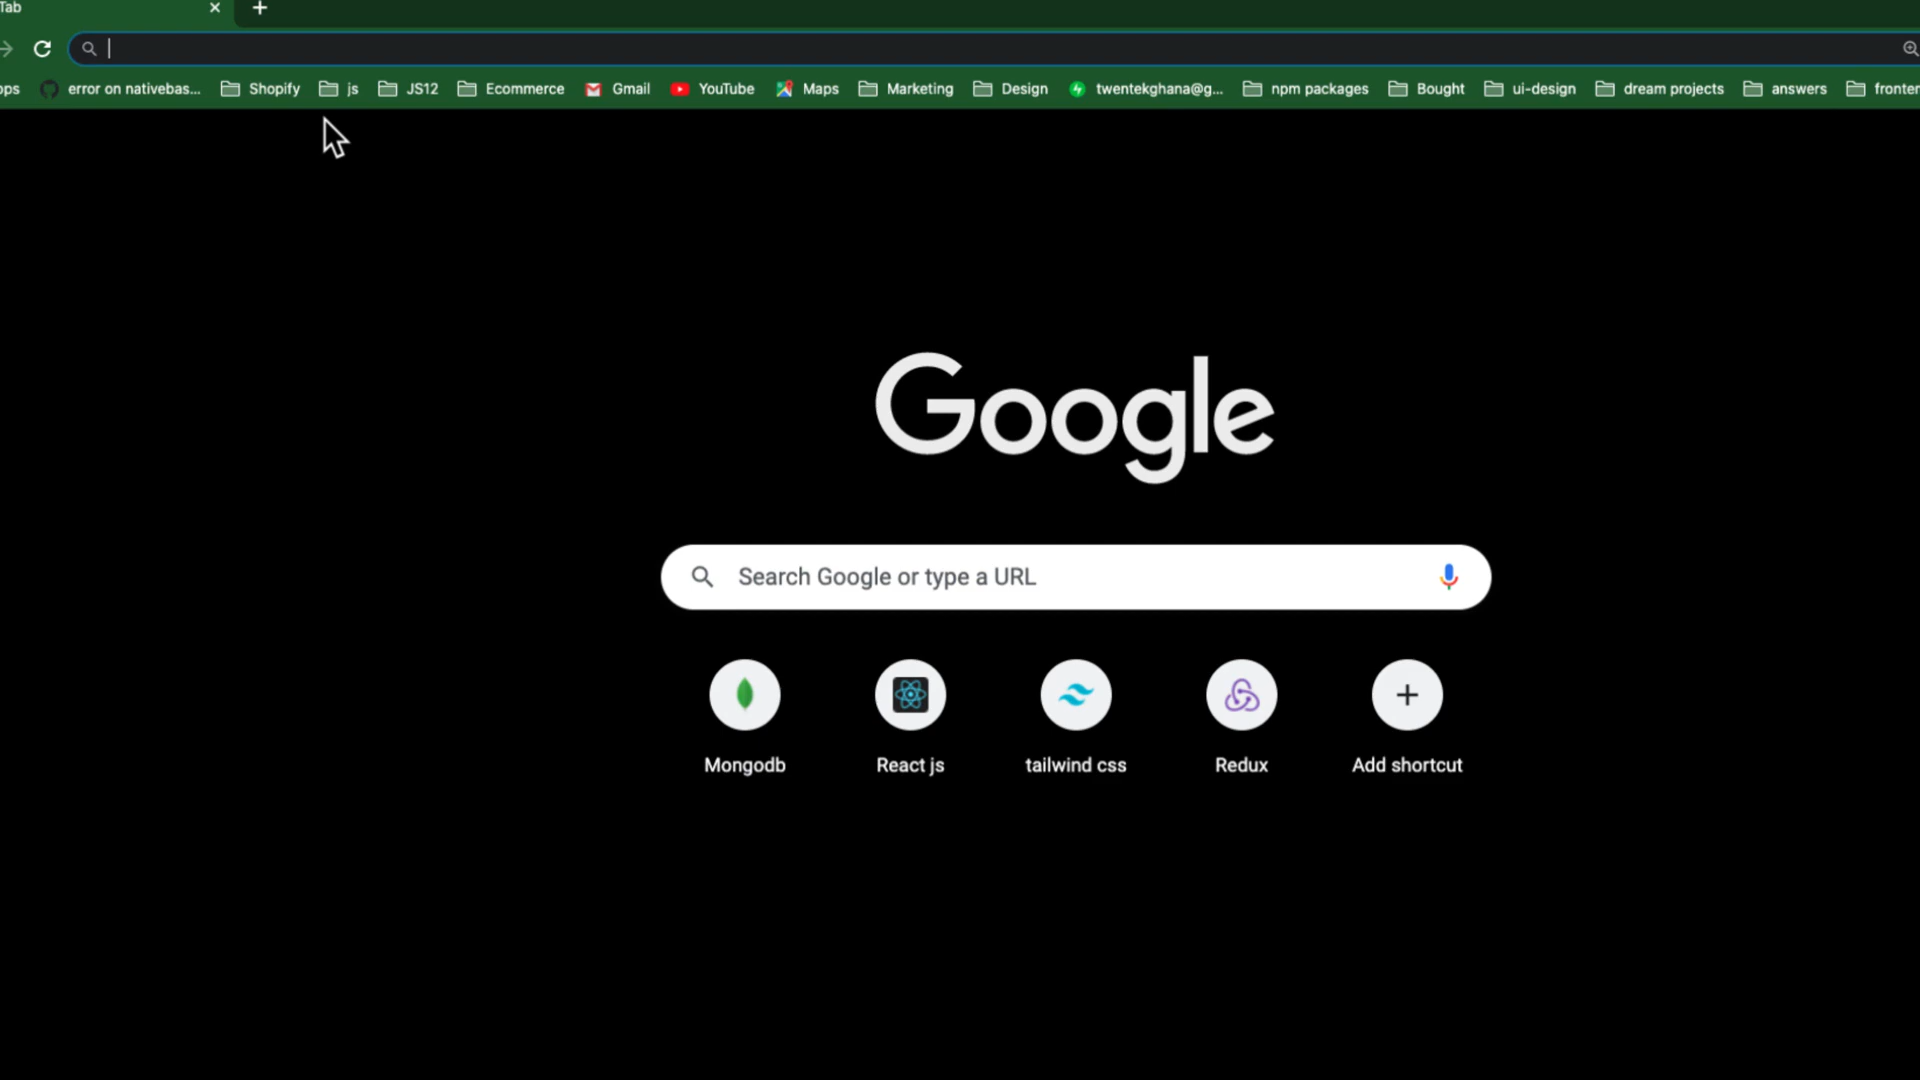 Tab
error on nativebas... Shopify js JS12 Ecommerce Gmail YouTube Maps Marketing Design twentekghana@g... npm packages Bought ui-design dream projects answers
Google
Search Google or type a URL
Mongodb React js tailwind css Redux Add shortcut